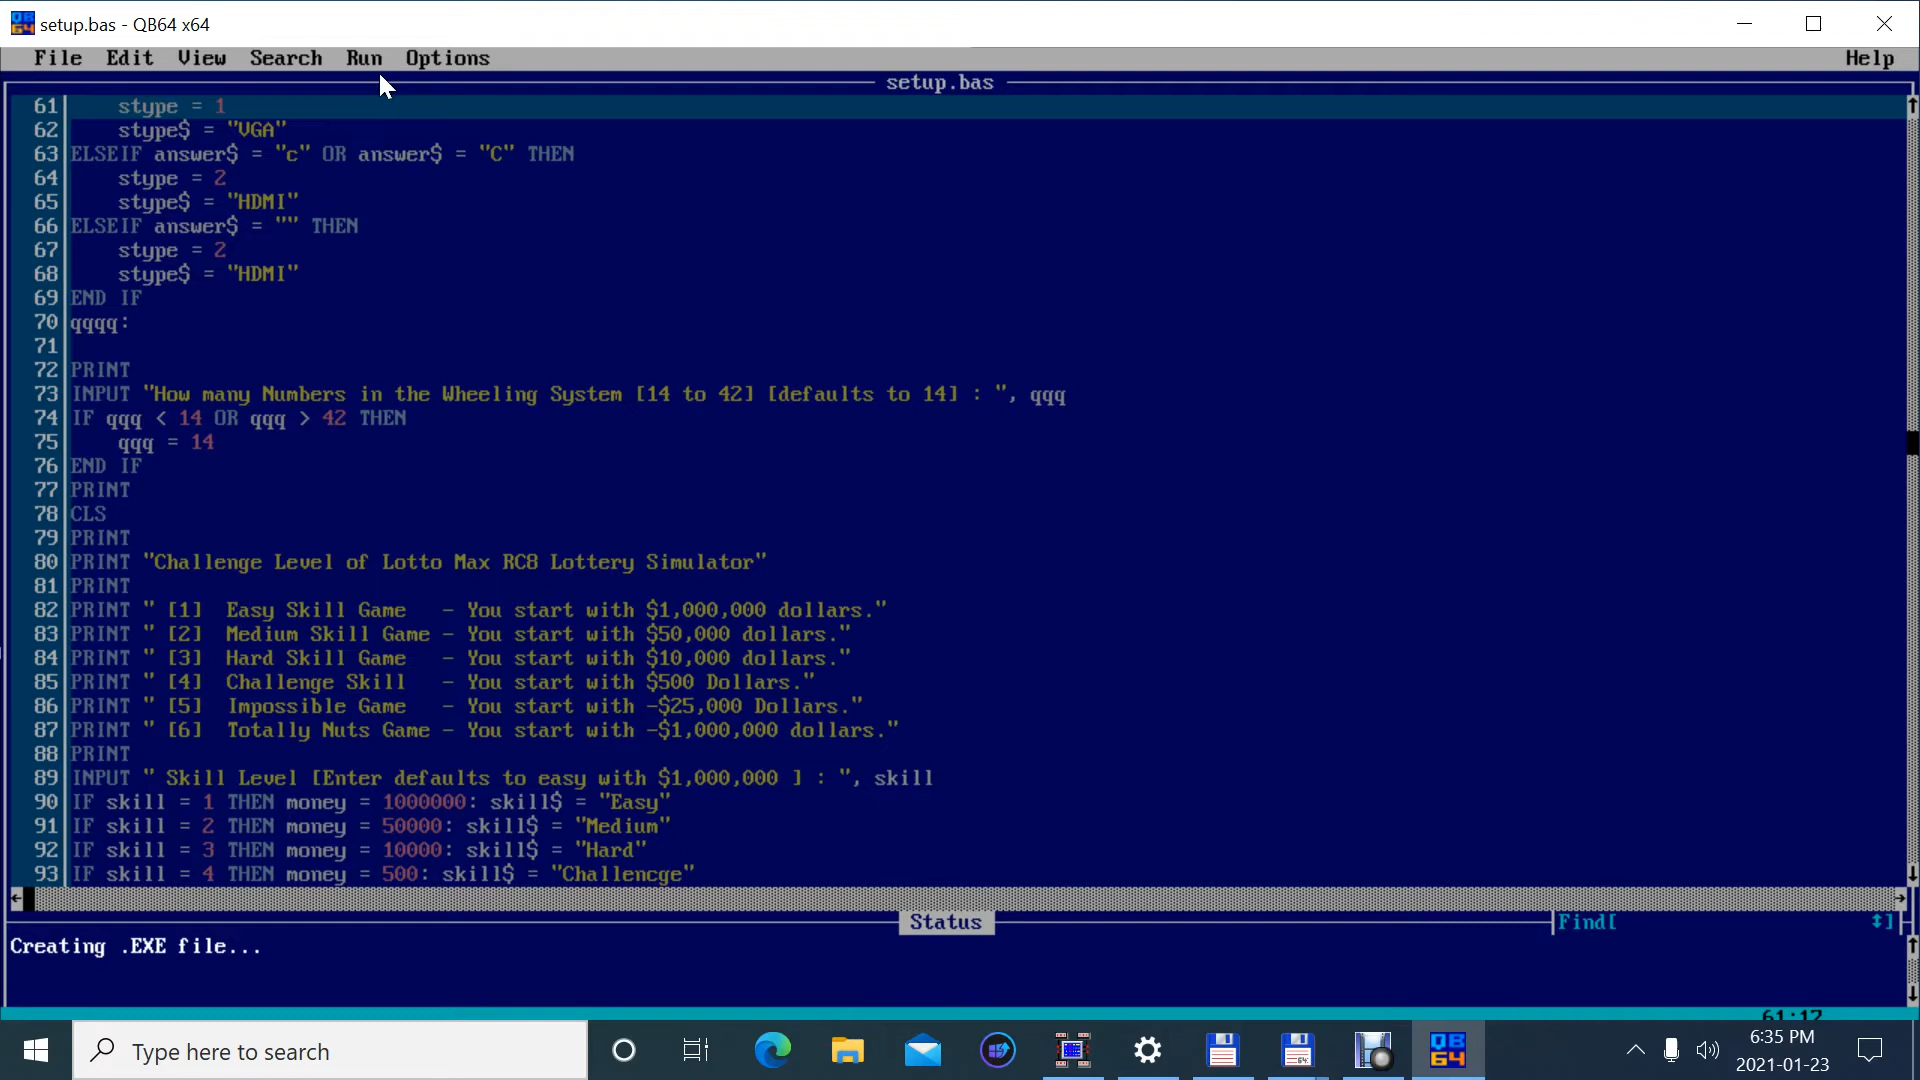 setup.bas - QB64 x64
File Edit View Search Run Options Help
setup.bas
61 stype = 1
62 stype$ = "VGA"
63 ELSEIF answer$ = "c" OR answer$ = "C" THEN
64 stype = 2
65 stype$ = "HDMI"
66 ELSEIF answer$ = "" THEN
67 stype = 2
68 stype$ = "HDMI"
69 END IF
70 qqqq:
71
72 PRINT
73 INPUT "How many Numbers in the Wheeling System [14 to 42] [defaults to 14] : ", qqq
74 IF qqq < 14 OR qqq > 42 THEN
75 qqq = 14
76 END IF
77 PRINT
78 CLS
79 PRINT
80 PRINT "Challenge Level of Lotto Max RC8 Lottery Simulator"
81 PRINT
82 PRINT " [1]  Easy Skill Game   - You start with $1,000,000 dollars."
83 PRINT " [2]  Medium Skill Game - You start with $50,000 dollars."
84 PRINT " [3]  Hard Skill Game   - You start with $10,000 dollars."
85 PRINT " [4]  Challenge Skill   - You start with $500 Dollars."
86 PRINT " [5]  Impossible Game   - You start with -$25,000 Dollars."
87 PRINT " [6]  Totally Nuts Game - You start with -$1,000,000 dollars."
88 PRINT
89 INPUT " Skill Level [Enter defaults to easy with $1,000,000 ] : ", skill
90 IF skill = 1 THEN money = 1000000: skill$ = "Easy"
91 IF skill = 2 THEN money = 50000: skill$ = "Medium"
92 IF skill = 3 THEN money = 10000: skill$ = "Hard"
93 IF skill = 4 THEN money = 500: skill$ = "Challencge"
Status Find[ ]
Creating .EXE file...
61:17
Type here to search
6:35 PM
2021-01-23